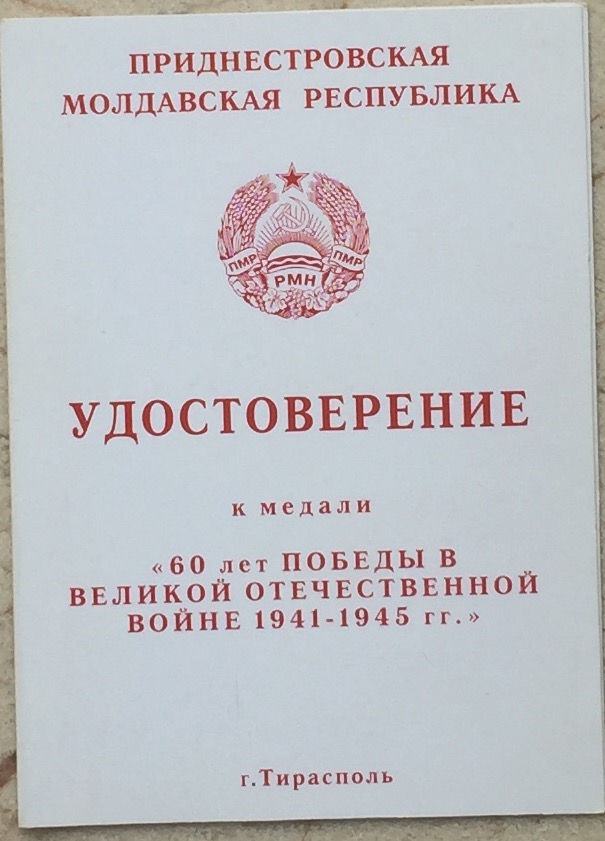 ПРИДНЕСТРОВСКАЯ
МОЛДАВСКАЯ РЕСПУБЛИКА
ПМР РМН ПМР
УДОСТОВЕРЕНИЕ
к медали
«60 лет ПОБЕДЫ В
ВЕЛИКОЙ ОТЕЧЕСТВЕННОЙ
ВОЙНЕ 1941-1945 гг.»
г.Тирасполь